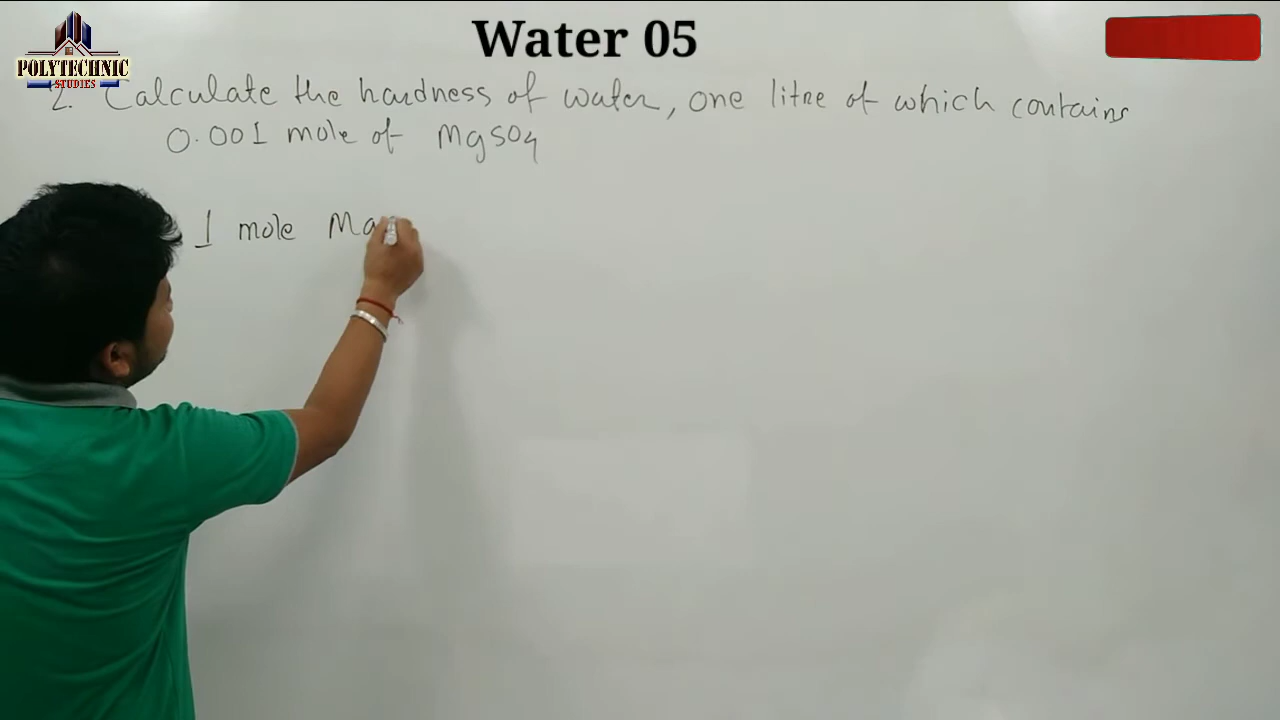 Water 05
POLYTECHNIC
STUDIES
2. Calculate the hardness of water, one litre of which contains
0.001 mole of MgSO4
1 mole Mg